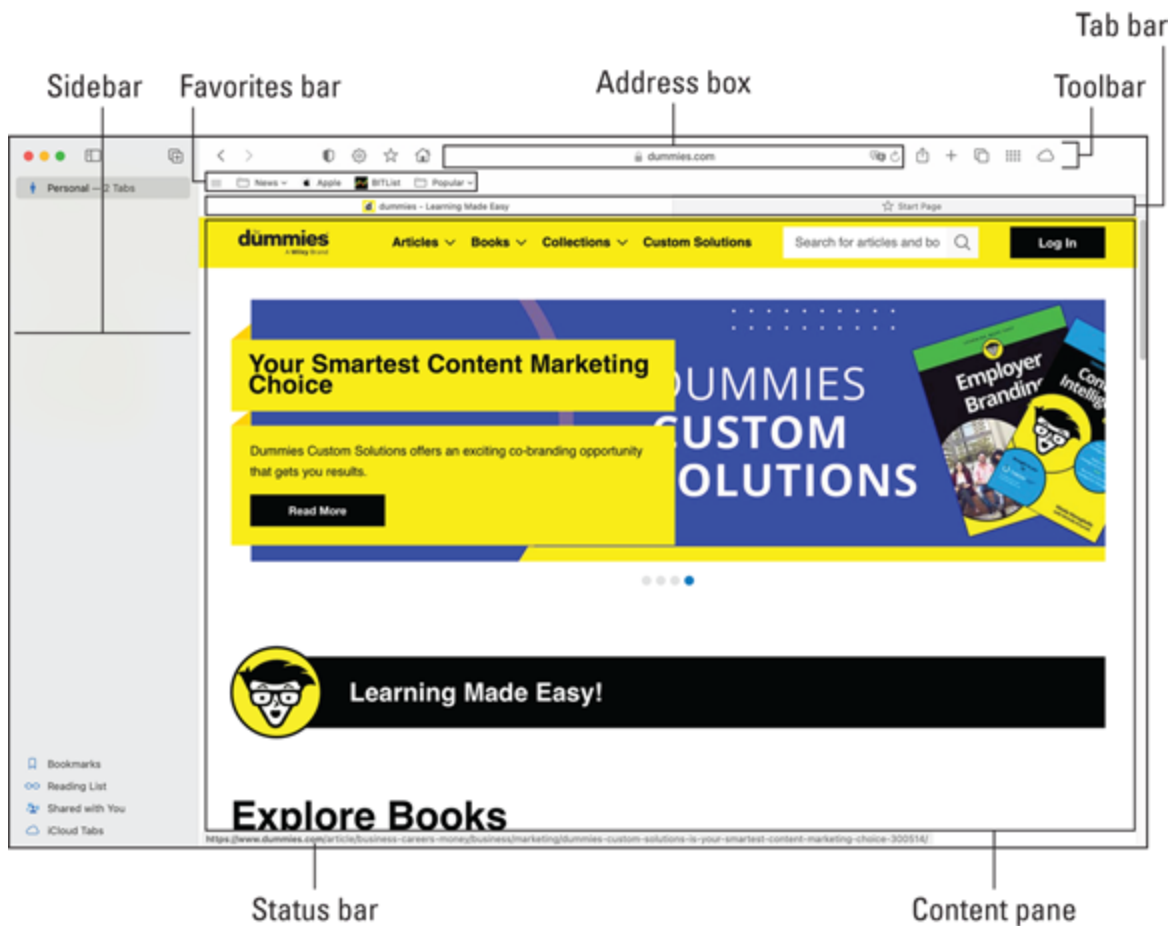 Tab bar
Sidebar
Favorites bar
Address box
Toolbar
dummies.com
Personal — 2 Tabs
News
Apple
BITList
Popular
dummies - Learning Made Easy
Start Page
dummies
A Wiley Brand
Articles
Books
Collections
Custom Solutions
Search for articles and bo
Log In
Your Smartest Content Marketing
Choice
Dummies Custom Solutions offers an exciting co-branding opportunity
that gets you results.
Read More
DUMMIES
CUSTOM
SOLUTIONS
Employer
Branding
Con
Intellig
Learning Made Easy!
Bookmarks
Reading List
Shared with You
iCloud Tabs
Explore Books
https://www.dummies.com/article/business-careers-money/business/marketing/dummies-custom-solutions-is-your-smartest-content-marketing-choice-300514/
Status bar
Content pane